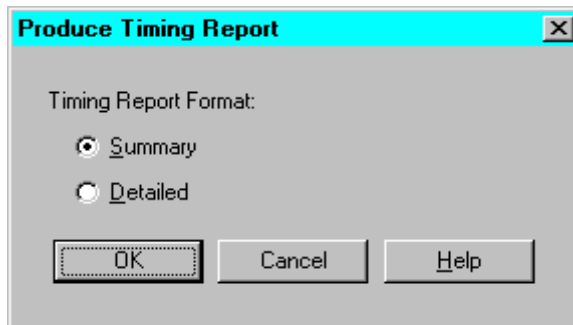 Produce Timing Report
Timing Report Format:
Summary
Detailed
OK Cancel Help